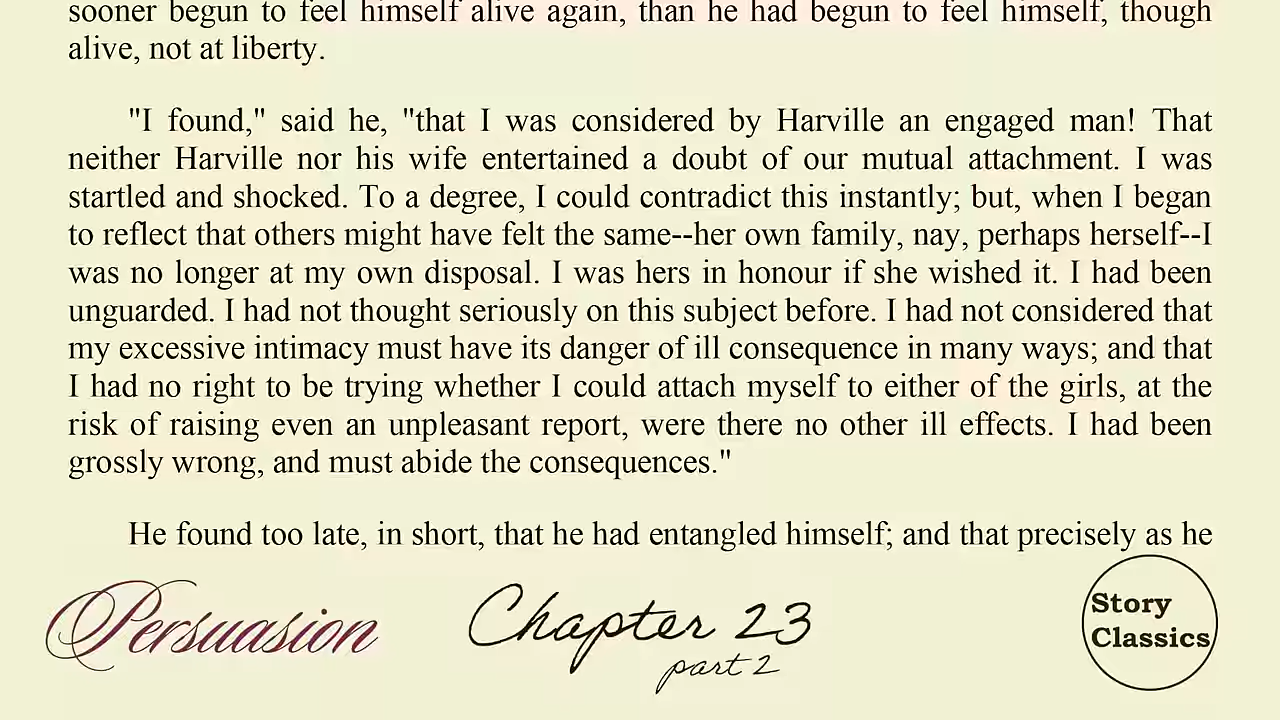 sooner begun to feel himself alive again, than he had begun to feel himself, though
alive, not at liberty.
"I found," said he, "that I was considered by Harville an engaged man! That
neither Harville nor his wife entertained a doubt of our mutual attachment. I was
startled and shocked. To a degree, I could contradict this instantly; but, when I began
to reflect that others might have felt the same--her own family, nay, perhaps herself--I
was no longer at my own disposal. I was hers in honour if she wished it. I had been
unguarded. I had not thought seriously on this subject before. I had not considered that
my excessive intimacy must have its danger of ill consequence in many ways; and that
I had no right to be trying whether I could attach myself to either of the girls, at the
risk of raising even an unpleasant report, were there no other ill effects. I had been
grossly wrong, and must abide the consequences."
He found too late, in short, that he had entangled himself; and that precisely as he
Persuasion
Chapter 23
part 2
Story
Classics